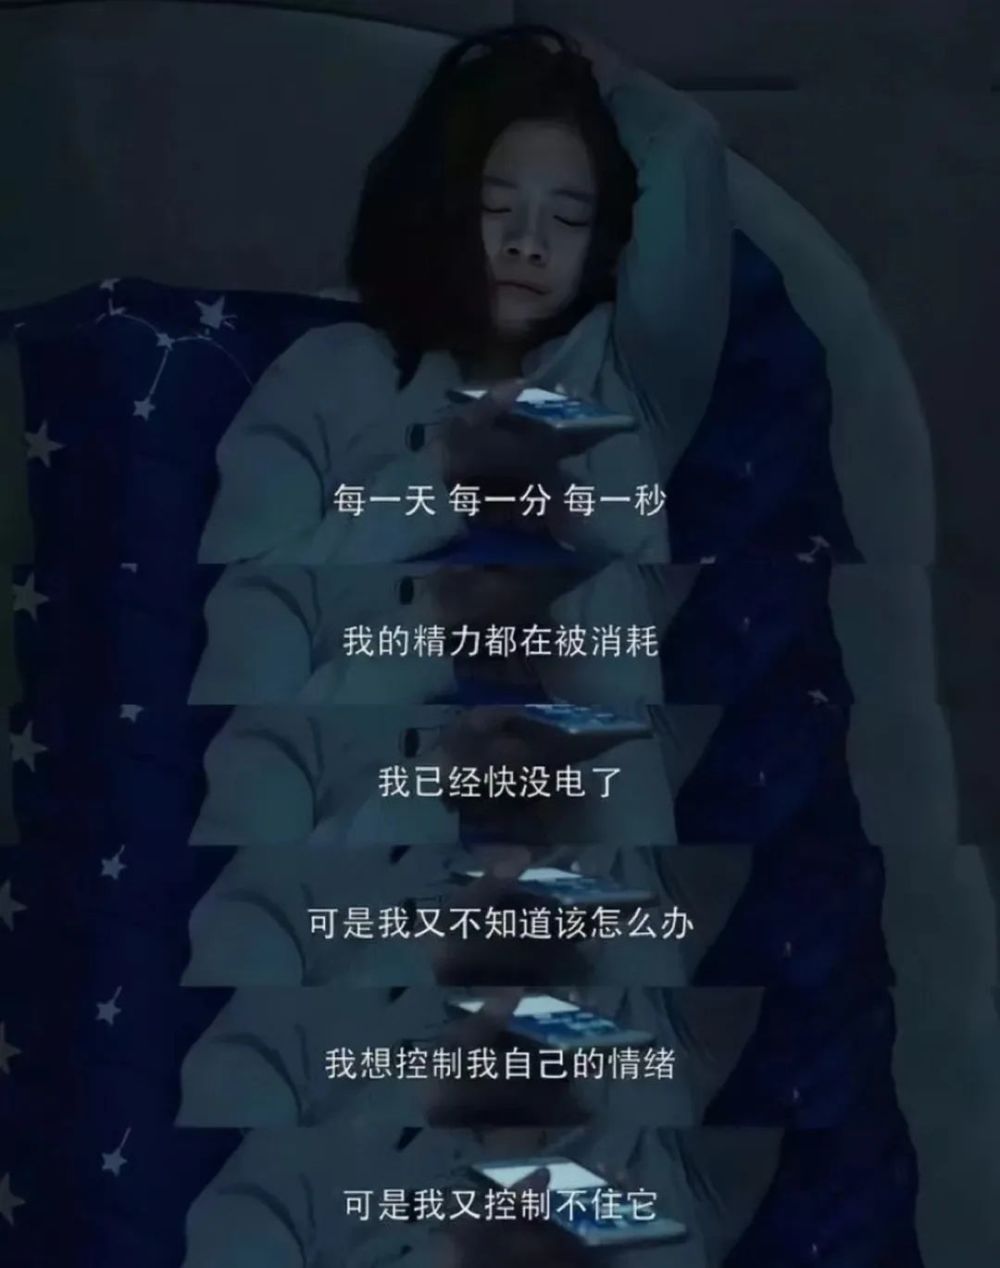 每一天 每一分 每一秒
我的精力都在被消耗
我已经快没电了
可是我又不知道该怎么办
我想控制我自己的情绪
可是我又控制不住它